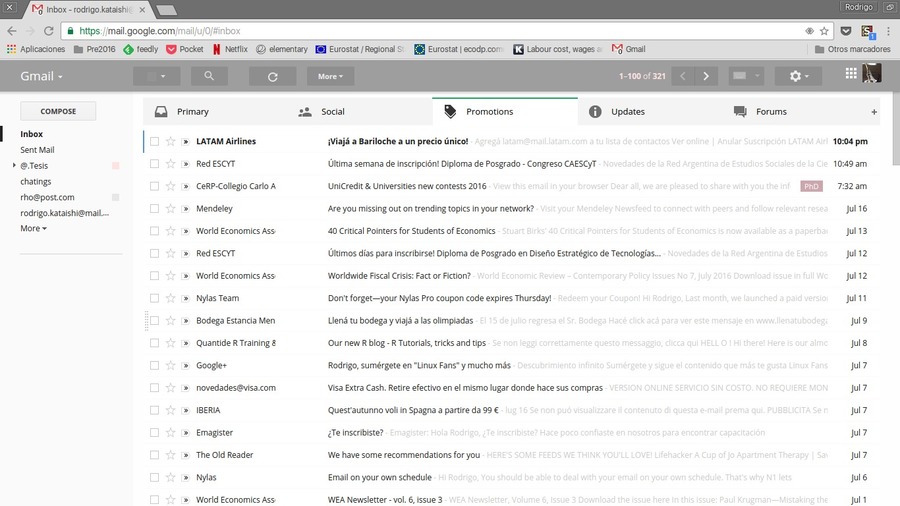 Inbox - rodrigo.kataishi@
Rodrigo
https://mail.google.com/mail/u/0/#inbox
Aplicaciones Pre2016 feedly Pocket Netflix elementary Eurostat / Regional S Eurostat | ecodp.com Labour cost, wages a Gmail Otros marcadores
Gmail More 1–100 of 321
COMPOSE
Inbox
Sent Mail
@.Tesis
chatings
rho@post.com
rodrigo.kataishi@mail....
More
Primary Social Promotions Updates Forums +
LATAM Airlines ¡Viajá a Bariloche a un precio único! - Agregá latam@mail.latam.com a tu lista de contactos Ver online | Anular Suscripción LATAM Airl 10:04 pm
Red ESCYT Última semana de inscripción! Diploma de Posgrado - Congreso CAESCyT - Novedades de la Red Argentina de Estudios Sociales de la Cie 10:49 am
CeRP-Collegio Carlo A UniCredit & Universities new contests 2016 - View this email in your browser Dear all, we are pleased to share with you the inf PhD 7:32 am
Mendeley Are you missing out on trending topics in your network? - Visit your Mendeley Newsfeed to connect with peers and follow relevant resea Jul 16
World Economics Ass 40 Critical Pointers for Students of Economics - Stuart Birks' 40 Critical Pointers for Students of Economics is now available as a paperba Jul 13
Red ESCYT Últimos días para inscribirse! Diploma de Posgrado en Diseño Estratégico de Tecnologías... - Novedades de la Red Argentina de Estudios Jul 12
World Economics Ass Worldwide Fiscal Crisis: Fact or Fiction? - World Economic Review – Contemporary Policy Issues No 7, July 2016 Download issue in full Wo Jul 12
Nylas Team Don't forget—your Nylas Pro coupon code expires Thursday! - Redeem your Coupon! Hi Rodrigo, Last month, we launched a paid version Jul 11
Bodega Estancia Men Llená tu bodega y viajá a las olimpiadas - El 15 de julio regresa el Sr. Bodega Hacé click acá para ver este mensaje en www.llenatubodega Jul 9
Quantide R Training & Our new R blog - R Tutorials, tricks and tips - Se non leggi correttamente questo messaggio, clicca qui HELL O ! Hi there! Here is our almo Jul 8
Google+ Rodrigo, sumérgete en "Linux Fans" y mucho más - Descubrimiento infinito Sumérgete y sigue el contenido que más te gusta Linux Fans Jul 7
novedades@visa.com Visa Extra Cash. Retire efectivo en el mismo lugar donde hace sus compras - VERSION ONLINE SERVICIO SIN COSTO. NO REQUIERE MON Jul 7
IBERIA Quest'autunno voli in Spagna a partire da 99 € - lug 16 Se non può visualizzare il contenuto di questa e-mail prema qui. PUBBLICITA Se n Jul 7
Emagister ¿Te inscribiste? - Emagister: Hola Rodrigo, ¿Te inscribiste? Hace poco confiaste en nosotros para encontrar capacitación Jul 7
The Old Reader We have some recommendations for you - HERE'S SOME FEEDS WE THINK YOU'LL LOVE! Lifehacker A Cup of Jo Apartment Therapy | Sav Jul 7
Nylas Email on your own schedule - Hi Rodrigo, You should be able to deal with your email on your own schedule. That's why N1 lets Jul 6
World Economics Ass WEA Newsletter - vol. 6, issue 3 - WEA Newsletter, Volume 6, Issue 3 Download the issue here In this issue: Paul Krugman—Mistaking the Jul 1